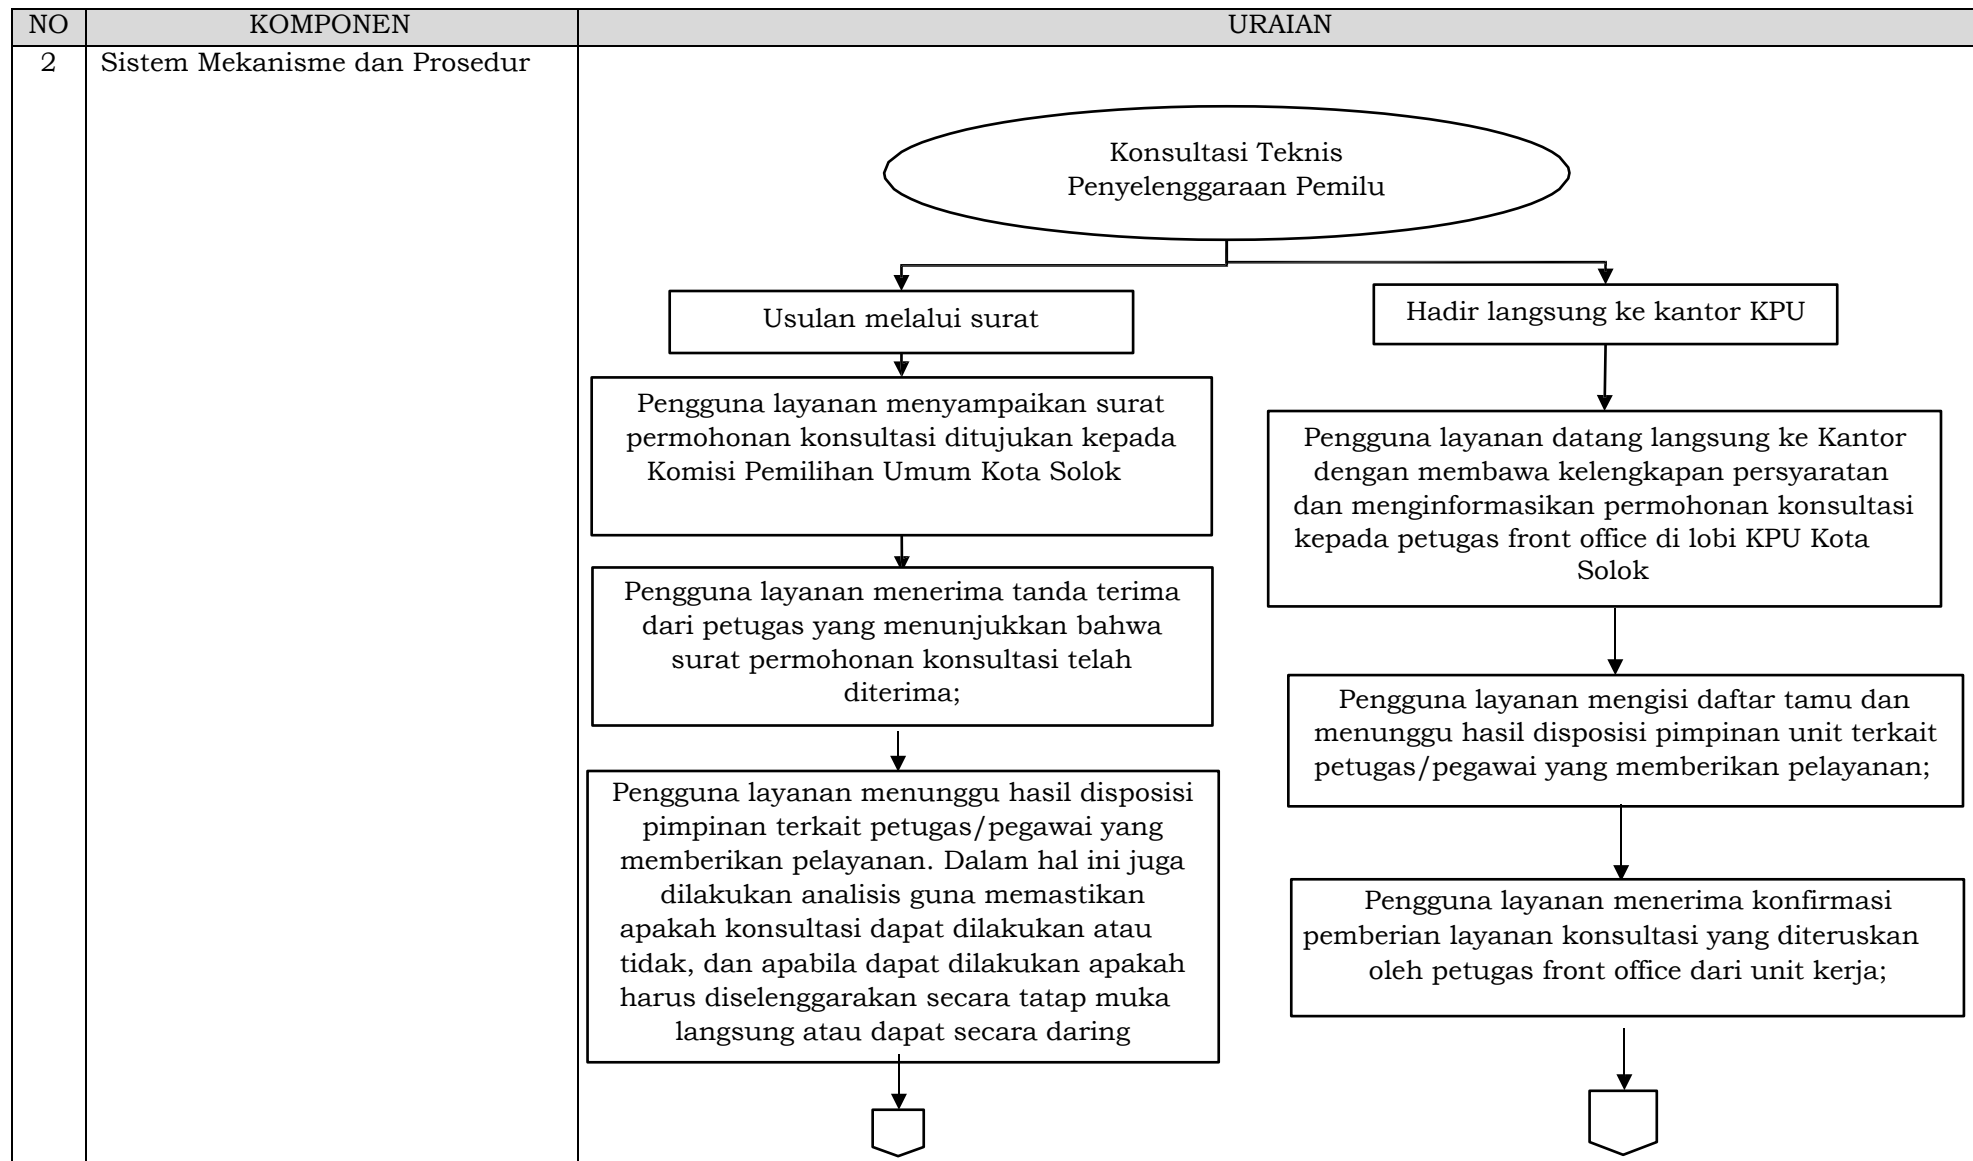 NO KOMPONEN URAIAN
2 Sistem Mekanisme dan Prosedur
Konsultasi Teknis
Penyelenggaraan Pemilu
Usulan melalui surat
Pengguna layanan menyampaikan surat
permohonan konsultasi ditujukan kepada
Komisi Pemilihan Umum Kota Solok
Pengguna layanan menerima tanda terima
dari petugas yang menunjukkan bahwa
surat permohonan konsultasi telah
diterima;
Pengguna layanan menunggu hasil disposisi
pimpinan terkait petugas/pegawai yang
memberikan pelayanan. Dalam hal ini juga
dilakukan analisis guna memastikan
apakah konsultasi dapat dilakukan atau
tidak, dan apabila dapat dilakukan apakah
harus diselenggarakan secara tatap muka
langsung atau dapat secara daring
Hadir langsung ke kantor KPU
Pengguna layanan datang langsung ke Kantor
dengan membawa kelengkapan persyaratan
dan menginformasikan permohonan konsultasi
kepada petugas front office di lobi KPU Kota
Solok
Pengguna layanan mengisi daftar tamu dan
menunggu hasil disposisi pimpinan unit terkait
petugas/pegawai yang memberikan pelayanan;
Pengguna layanan menerima konfirmasi
pemberian layanan konsultasi yang diteruskan
oleh petugas front office dari unit kerja;